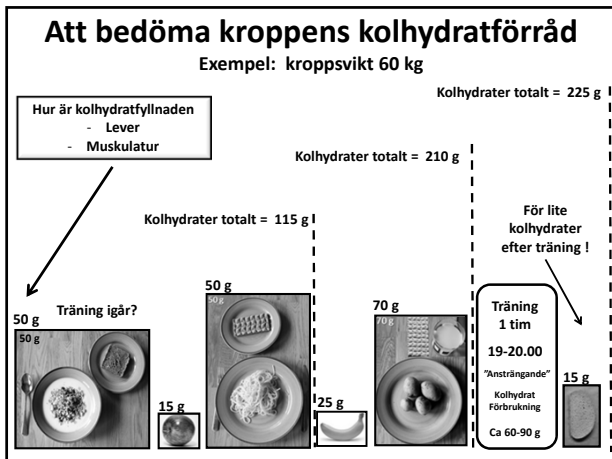 Att bedöma kroppens kolhydratförråd
Exempel: kroppsvikt 60 kg
Kolhydrater totalt = 225 g
Hur är kolhydratfyllnaden
- Lever
- Muskulatur
Kolhydrater totalt = 210 g
Kolhydrater totalt = 115 g
För lite
kolhydrater
efter träning !
50 g
Träning igår?
50 g
15 g
50 g
50 g
25 g
70 g
70 g
Träning
1 tim
19-20.00
”Ansträngande”
Kolhydrat
Förbrukning
Ca 60-90 g
15 g